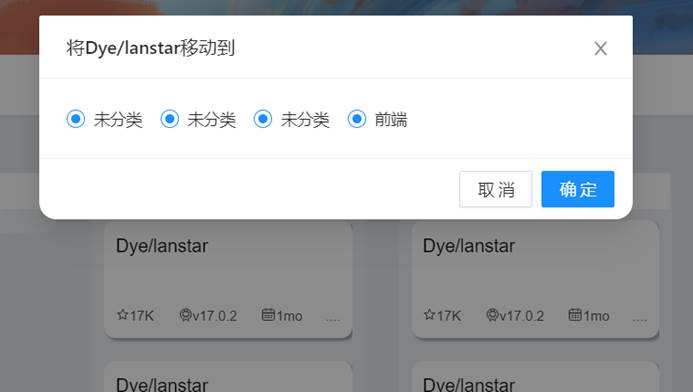 将Dye/lanstar移动到
未分类 未分类 未分类 前端
取消 确定
Dye/lanstar Dye/lanstar
17K v17.0.2 1mo .... 17K v17.0.2 1mo ....
Dye/lanstar Dye/lanstar